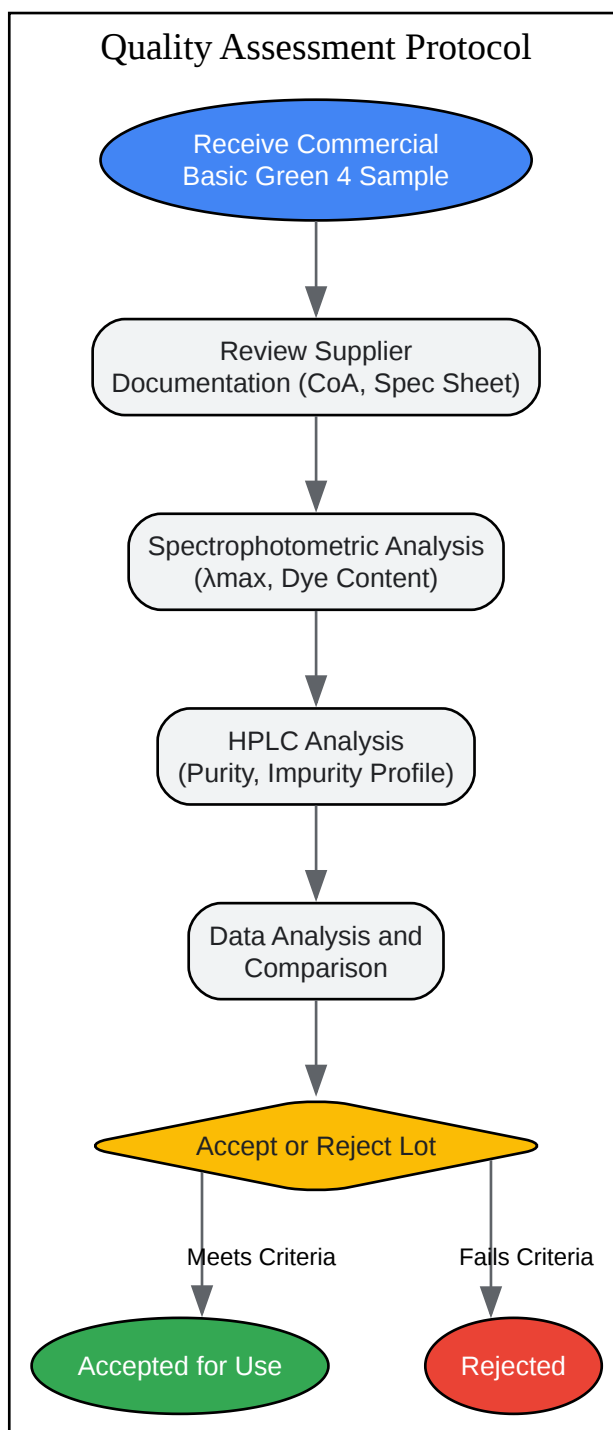 Quality Assessment Protocol
Receive Commercial
Basic Green 4 Sample
Review Supplier
Documentation (CoA, Spec Sheet)
Spectrophotometric Analysis
(λmax, Dye Content)
HPLC Analysis
(Purity, Impurity Profile)
Data Analysis and
Comparison
Accept or Reject Lot
Meets Criteria
Fails Criteria
Accepted for Use
Rejected